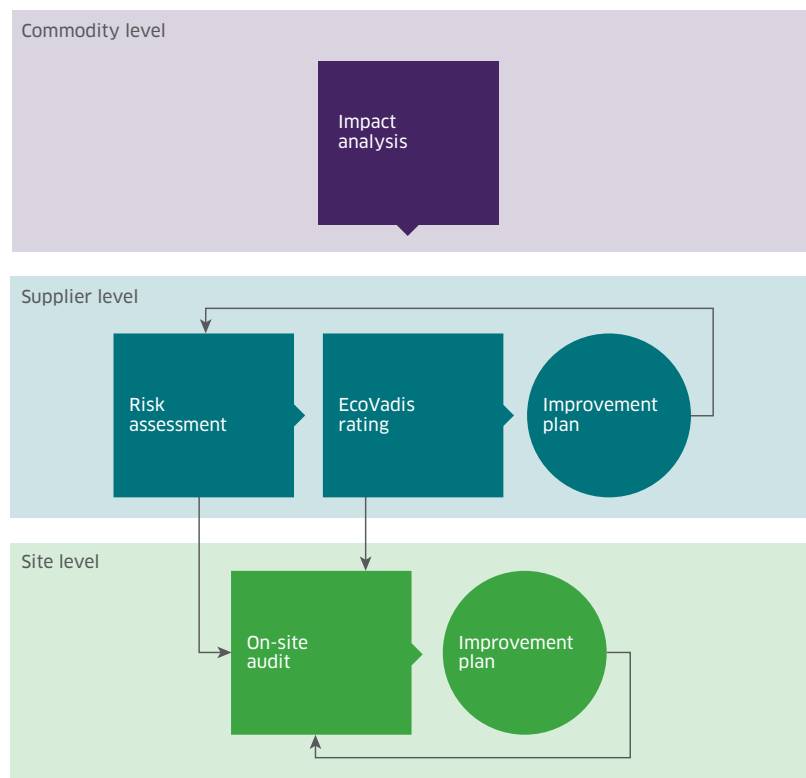 Commodity level
Impact
analysis
Supplier level
Risk
assessment
EcoVadis
rating
Improvement
plan
Site level
On-site
audit
Improvement
plan